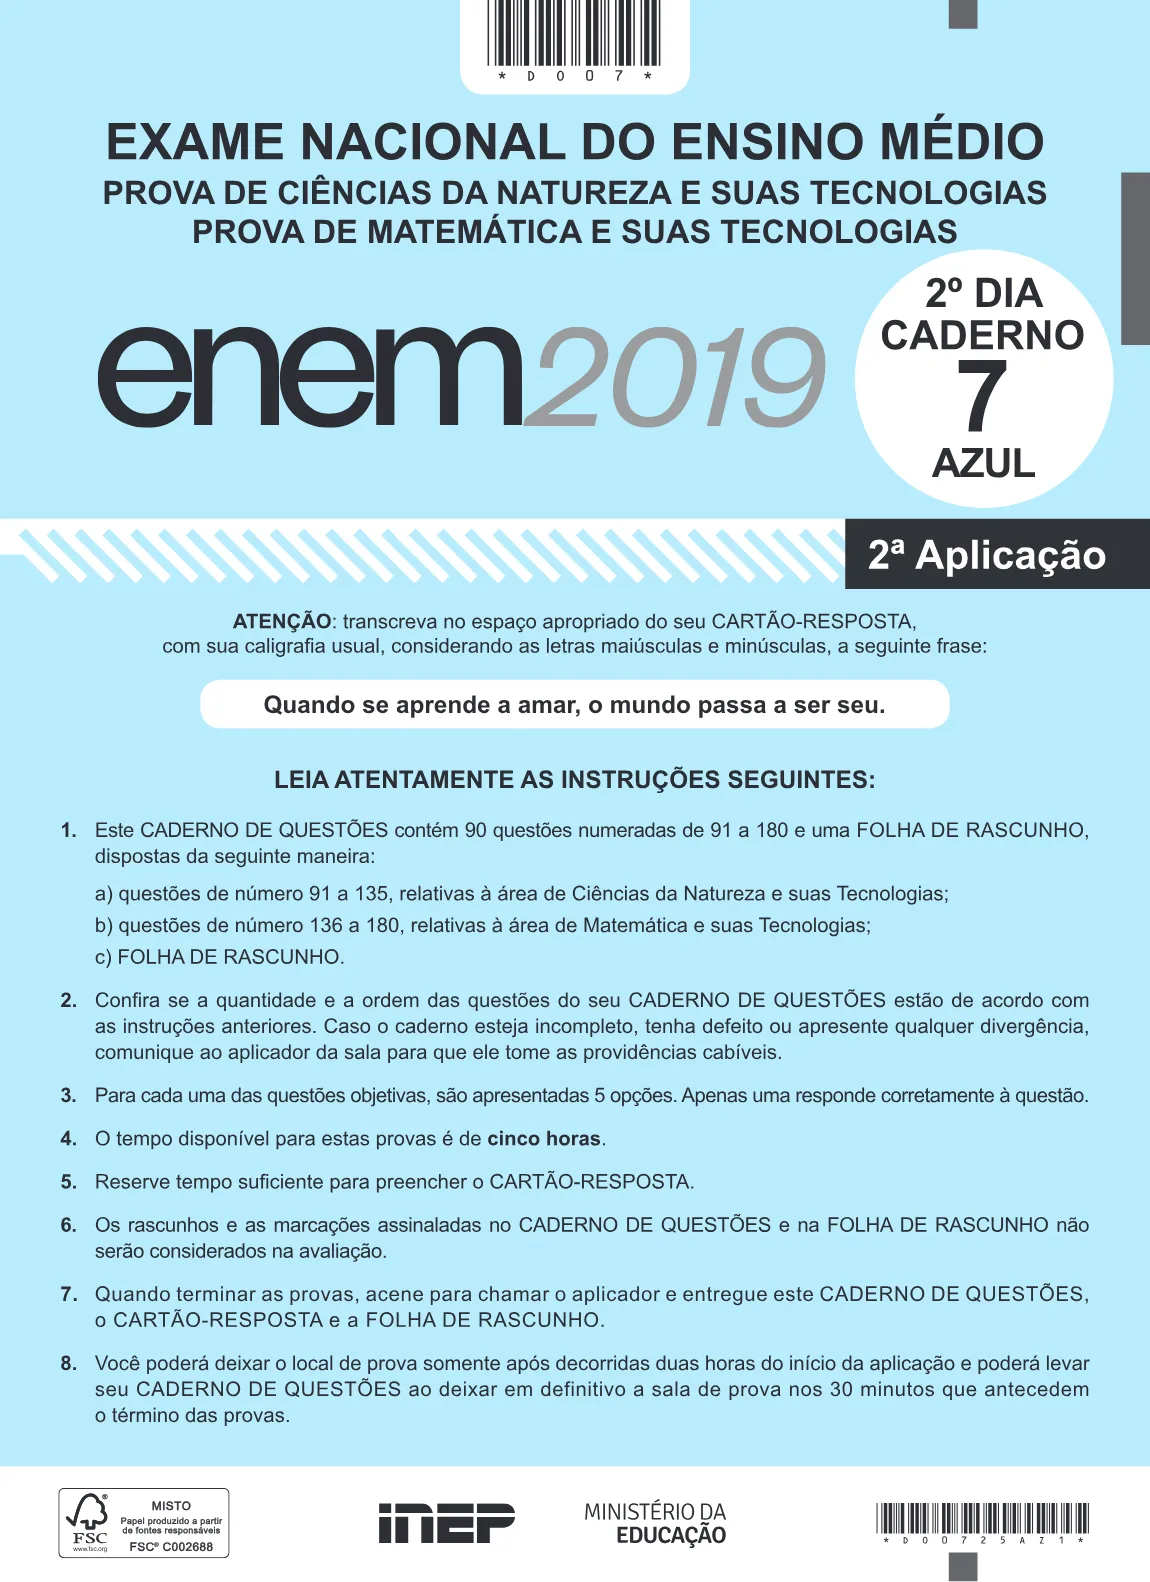 *D007*
EXAME NACIONAL DO ENSINO MÉDIO
PROVA DE CIÊNCIAS DA NATUREZA E SUAS TECNOLOGIAS
PROVA DE MATEMÁTICA E SUAS TECNOLOGIAS
enem2019
2º DIA
CADERNO
7
AZUL
2ª Aplicação
ATENÇÃO: transcreva no espaço apropriado do seu CARTÃO-RESPOSTA,
com sua caligrafia usual, considerando as letras maiúsculas e minúsculas, a seguinte frase:
Quando se aprende a amar, o mundo passa a ser seu.
LEIA ATENTAMENTE AS INSTRUÇÕES SEGUINTES:
1. Este CADERNO DE QUESTÕES contém 90 questões numeradas de 91 a 180 e uma FOLHA DE RASCUNHO,
dispostas da seguinte maneira:
a) questões de número 91 a 135, relativas à área de Ciências da Natureza e suas Tecnologias;
b) questões de número 136 a 180, relativas à área de Matemática e suas Tecnologias;
c) FOLHA DE RASCUNHO.
2. Confira se a quantidade e a ordem das questões do seu CADERNO DE QUESTÕES estão de acordo com
as instruções anteriores. Caso o caderno esteja incompleto, tenha defeito ou apresente qualquer divergência,
comunique ao aplicador da sala para que ele tome as providências cabíveis.
3. Para cada uma das questões objetivas, são apresentadas 5 opções. Apenas uma responde corretamente à questão.
4. O tempo disponível para estas provas é de cinco horas.
5. Reserve tempo suficiente para preencher o CARTÃO-RESPOSTA.
6. Os rascunhos e as marcações assinaladas no CADERNO DE QUESTÕES e na FOLHA DE RASCUNHO não
serão considerados na avaliação.
7. Quando terminar as provas, acene para chamar o aplicador e entregue este CADERNO DE QUESTÕES,
o CARTÃO-RESPOSTA e a FOLHA DE RASCUNHO.
8. Você poderá deixar o local de prova somente após decorridas duas horas do início da aplicação e poderá levar
seu CADERNO DE QUESTÕES ao deixar em definitivo a sala de prova nos 30 minutos que antecedem
o término das provas.
FSC
www.fsc.org
MISTO
Papel produzido a partir
de fontes responsáveis
FSC® C002688
INEP
MINISTÉRIO DA
EDUCAÇÃO
*D00725AZ1*